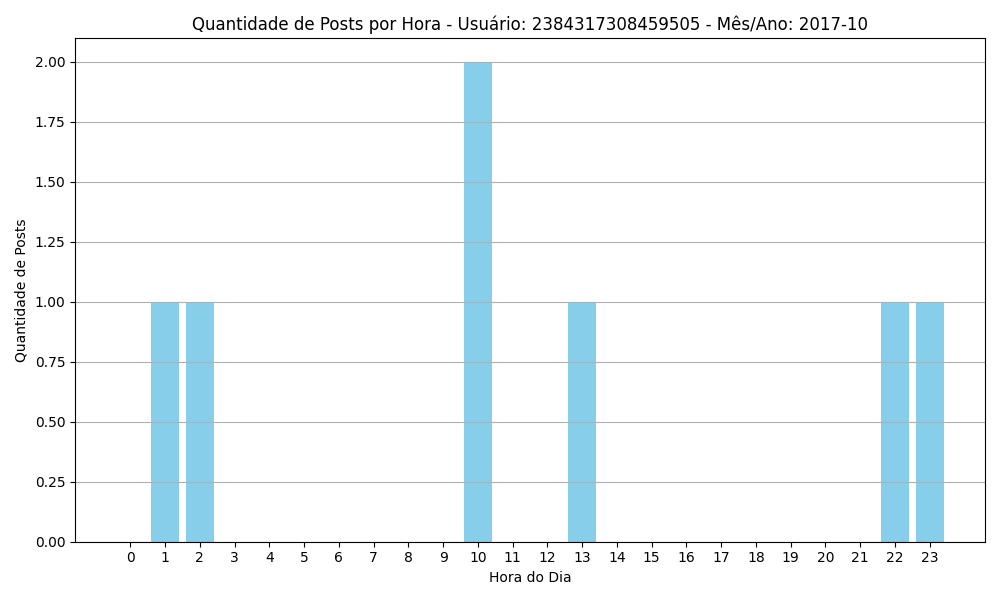 Quantidade de Posts por Hora - Usuário: 2384317308459505 - Mês/Ano: 2017-10
Quantidade de Posts
2.00
1.75
1.50
1.25
1.00
0.75
0.50
0.25
0.00
0 1 2 3 4 5 6 7 8 9 10 11 12 13 14 15 16 17 18 19 20 21 22 23
Hora do Dia